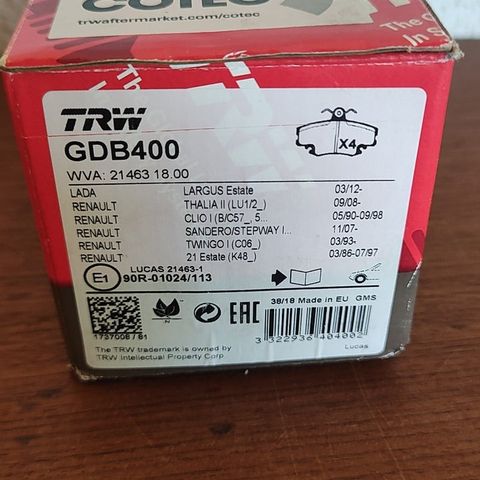 COTEC
trwaftermarket.com/cotec
TRW
GDB400
X4
WVA: 21463 18.00
LADA LARGUS Estate 03/12-
RENAULT THALIA II (LU1/2_) 09/08-
RENAULT CLIO I (B/C57_, 5... 05/90-09/98
RENAULT SANDERO/STEPWAY I... 11/07-
RENAULT TWINGO I (C06_) 03/93-
RENAULT 21 Estate (K48_) 03/86-07/97
E1
LUCAS 21463-1
90R-01024/113
38/18 Made in EU GMS
EAC
1737008 / 81
3 322936 404002
The TRW trademark is owned by
TRW Intellectual Property Corp
Lucas